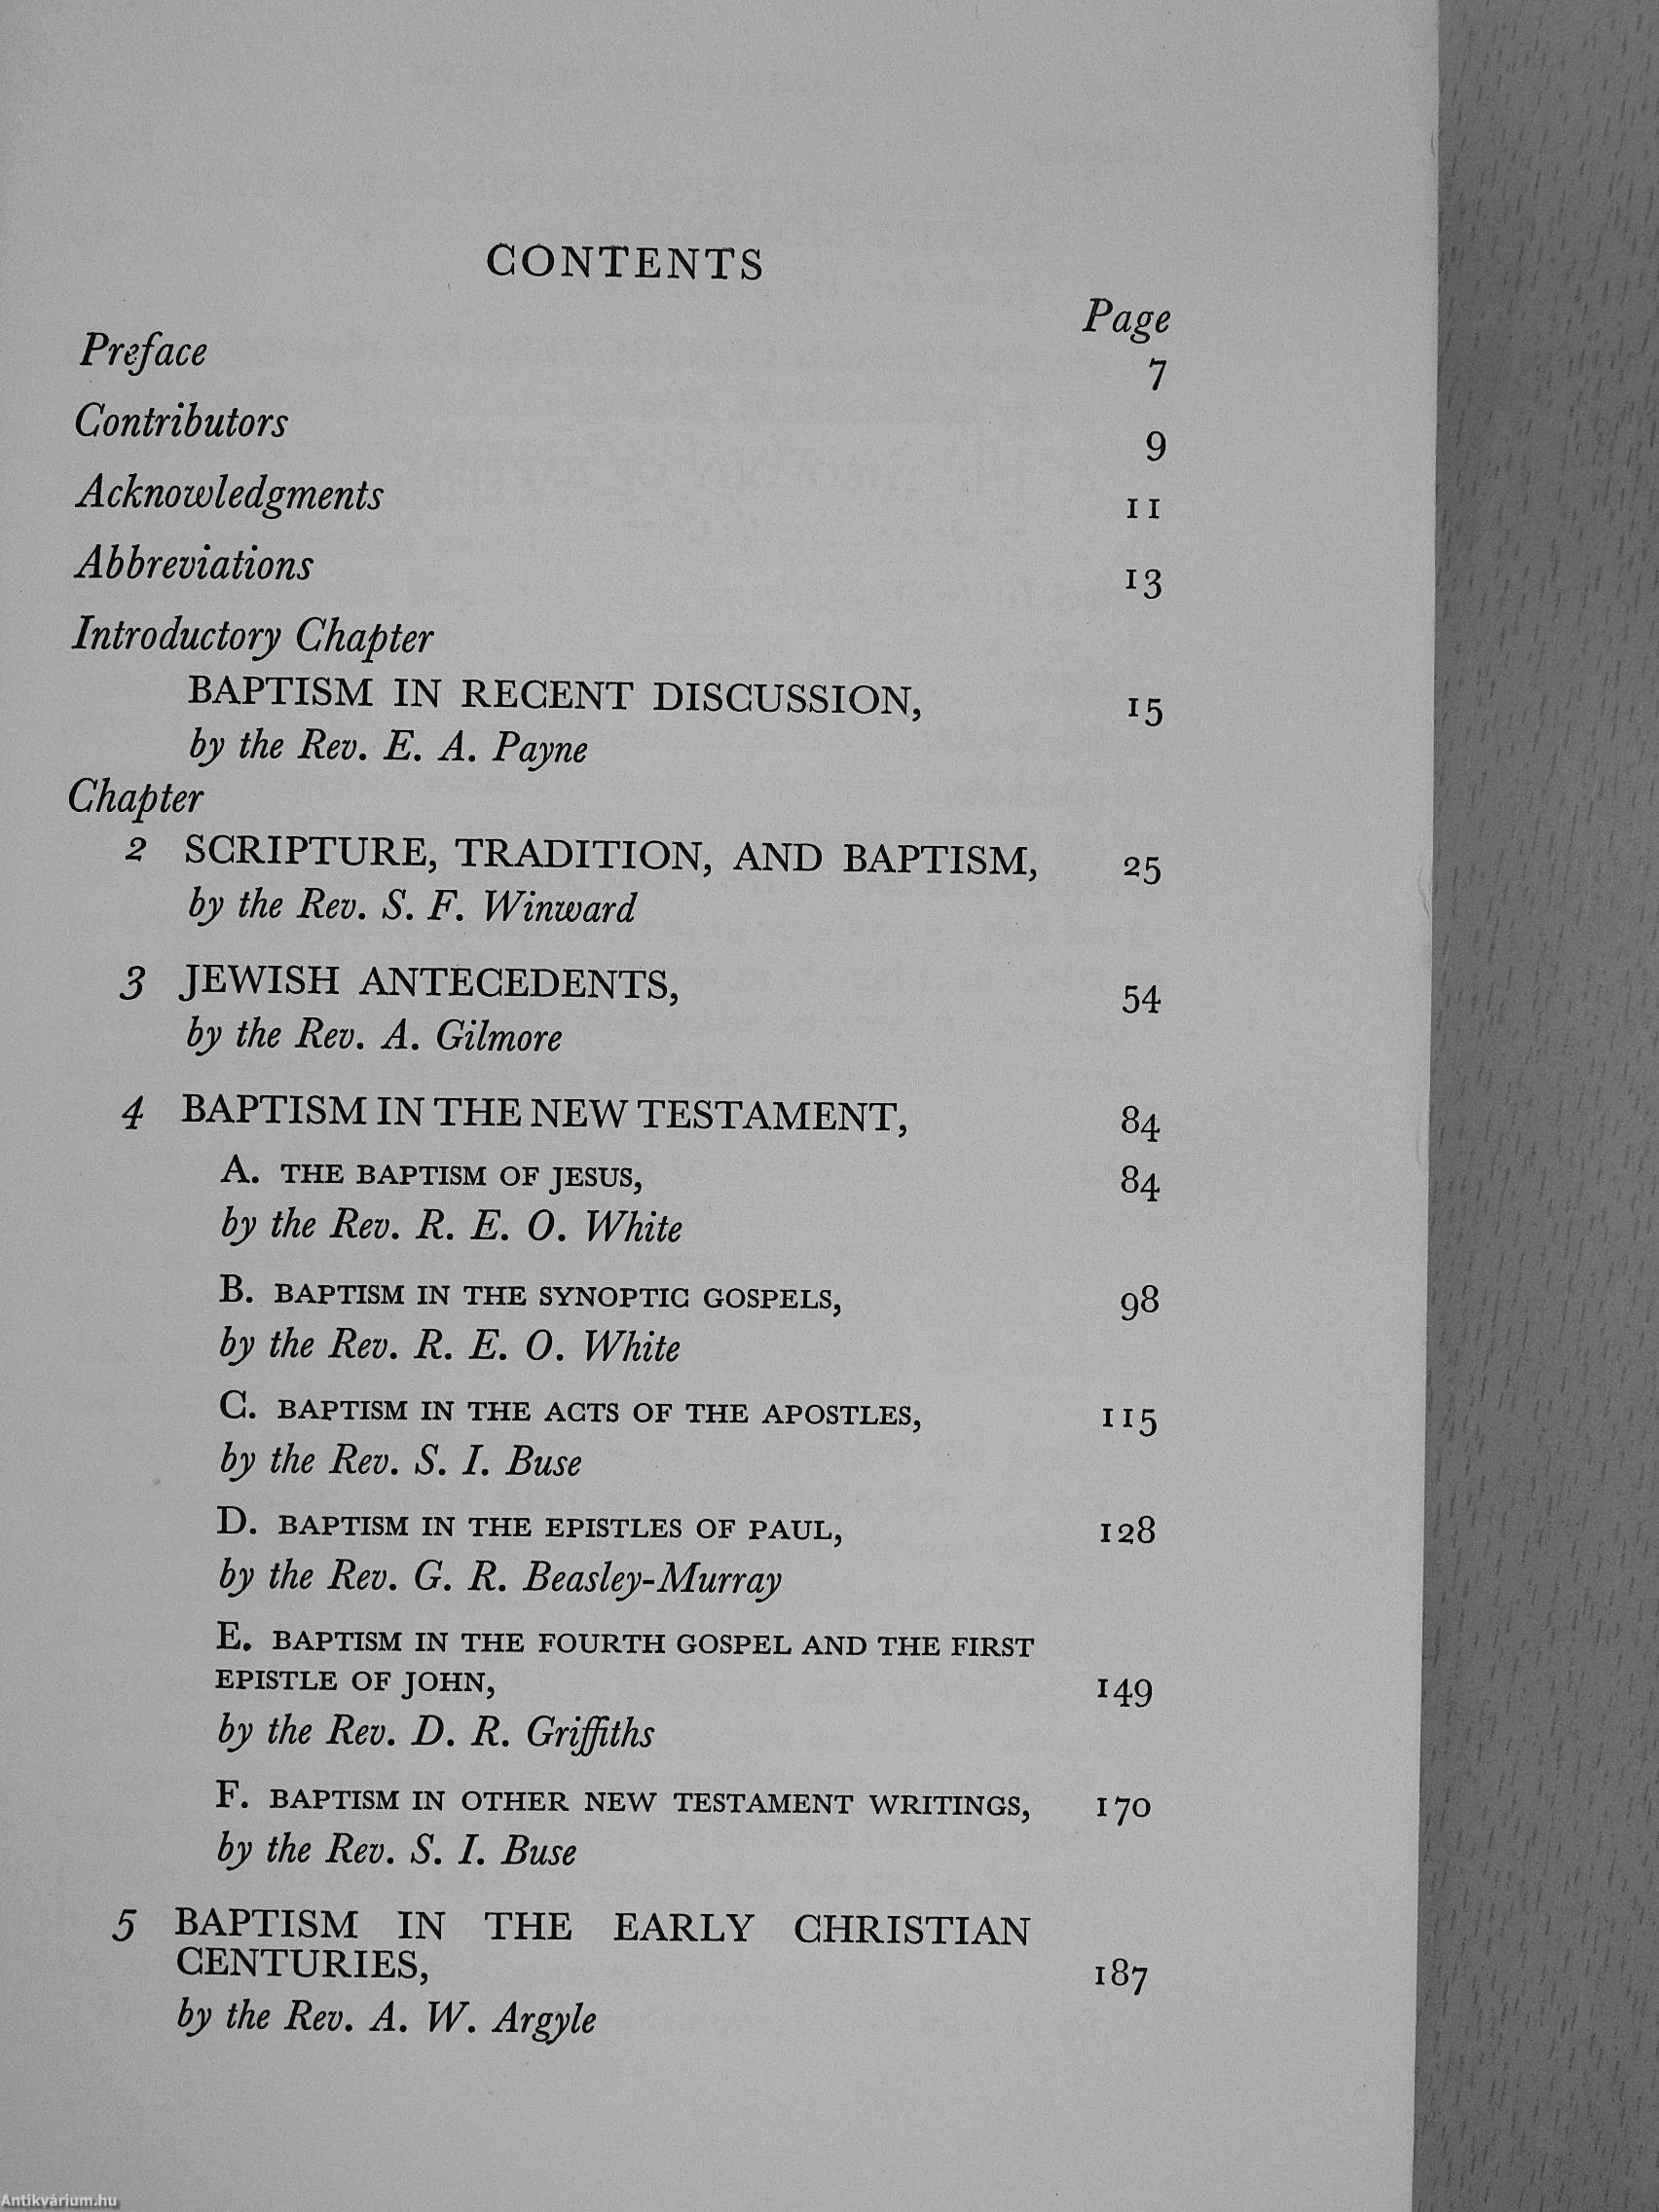 CONTENTS
Page
Preface 7
Contributors 9
Acknowledgments 11
Abbreviations 13
Introductory Chapter
BAPTISM IN RECENT DISCUSSION, 15
by the Rev. E. A. Payne
Chapter
2 SCRIPTURE, TRADITION, AND BAPTISM, 25
by the Rev. S. F. Winward
3 JEWISH ANTECEDENTS, 54
by the Rev. A. Gilmore
4 BAPTISM IN THE NEW TESTAMENT, 84
A. THE BAPTISM OF JESUS, 84
by the Rev. R. E. O. White
B. BAPTISM IN THE SYNOPTIC GOSPELS, 98
by the Rev. R. E. O. White
C. BAPTISM IN THE ACTS OF THE APOSTLES, 115
by the Rev. S. I. Buse
D. BAPTISM IN THE EPISTLES OF PAUL, 128
by the Rev. G. R. Beasley-Murray
E. BAPTISM IN THE FOURTH GOSPEL AND THE FIRST
EPISTLE OF JOHN, 149
by the Rev. D. R. Griffiths
F. BAPTISM IN OTHER NEW TESTAMENT WRITINGS, 170
by the Rev. S. I. Buse
5 BAPTISM IN THE EARLY CHRISTIAN
CENTURIES, 187
by the Rev. A. W. Argyle
Antikvárium.hu